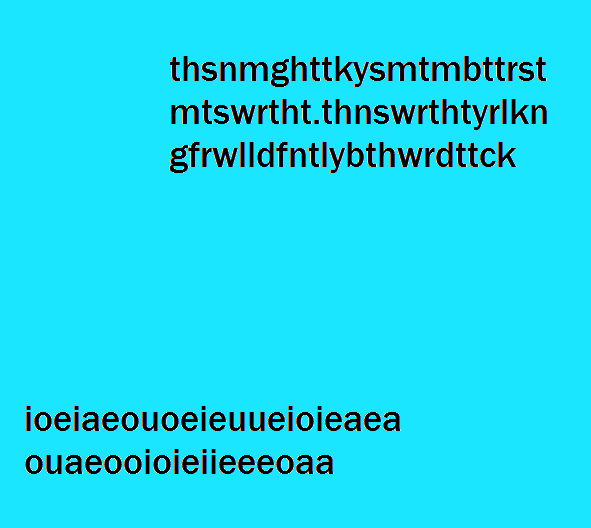 thsnmghttkysmtmbttrst
mtswrtht.thnswrthtyrlkn
gfrwlldfntlybthwrdttck
ioeiaeouoeieuueioieaea
ouaeooioieiieeeoaa